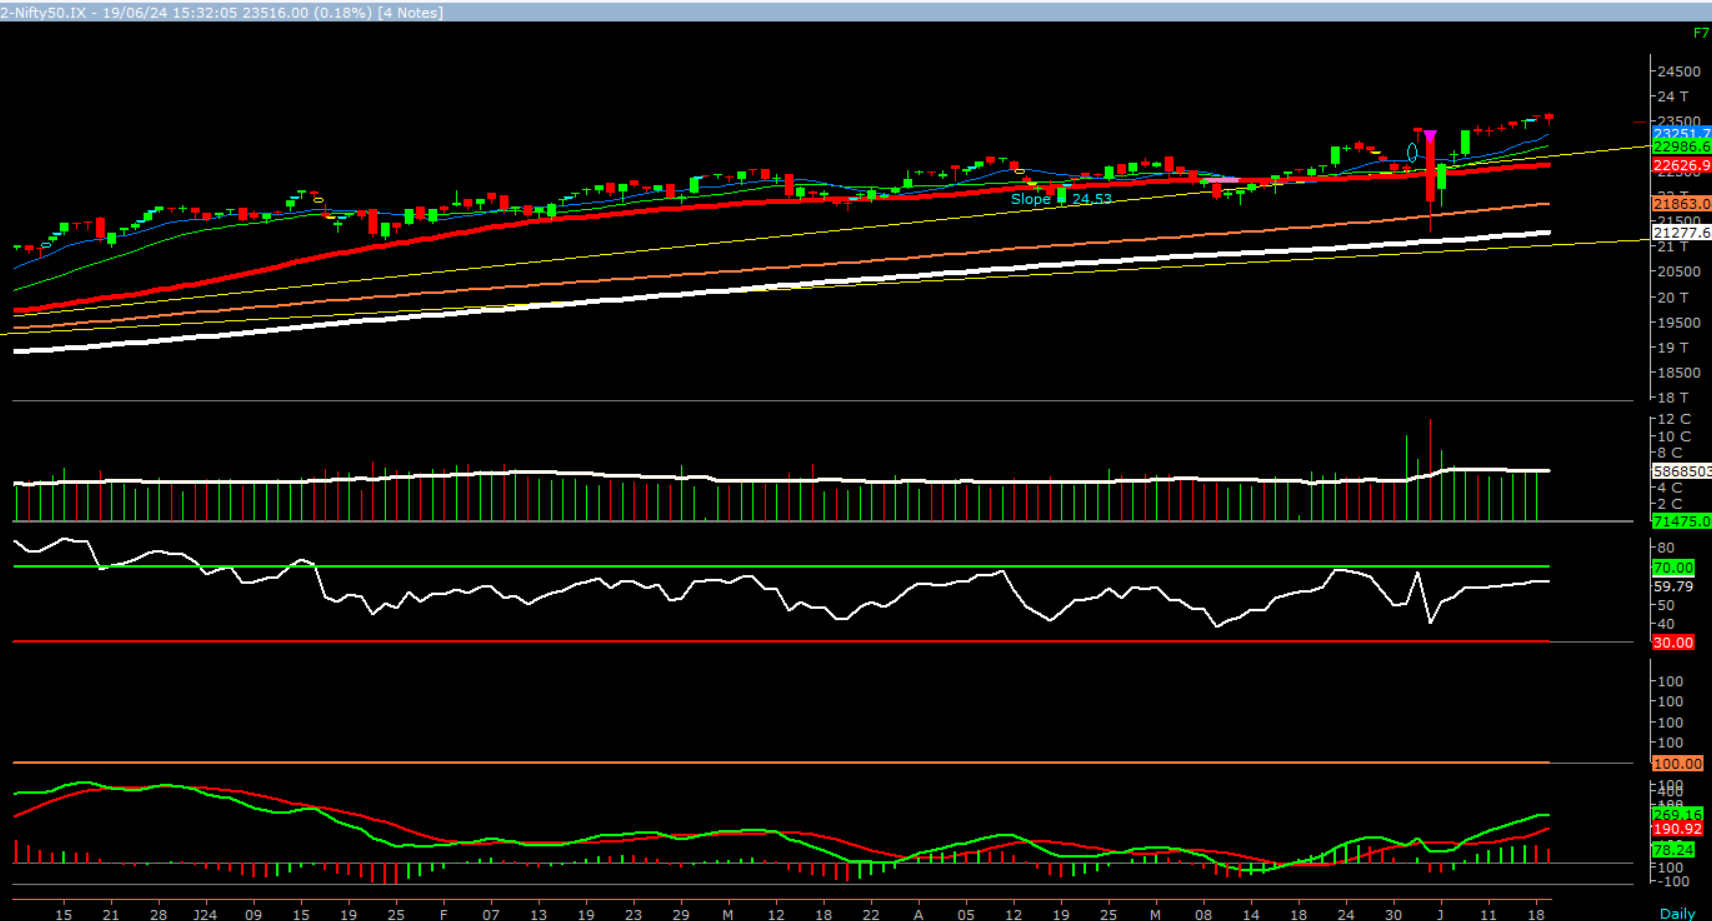 2-Nifty50.IX - 19/06/24 15:32:05 23516.00 (0.18%) [4 Notes]
F7
24500
24 T
23500
23251.7
22986.6
22626.9
21863.0
21500
21277.6
21 T
20500
20 T
19500
19 T
18500
18 T
Slope 24.53
12 C
10 C
8 C
5868503
4 C
2 C
71475.0
80
70.00
59.79
50
40
30.00
100
100
100
100
100.00
400
269.16
190.92
78.24
-100
-100
15 21 28 J24 09 15 19 25 F 07 13 19 23 29 M 12 18 22 A 05 12 19 25 M 08 14 18 24 30 J 11 18
Daily